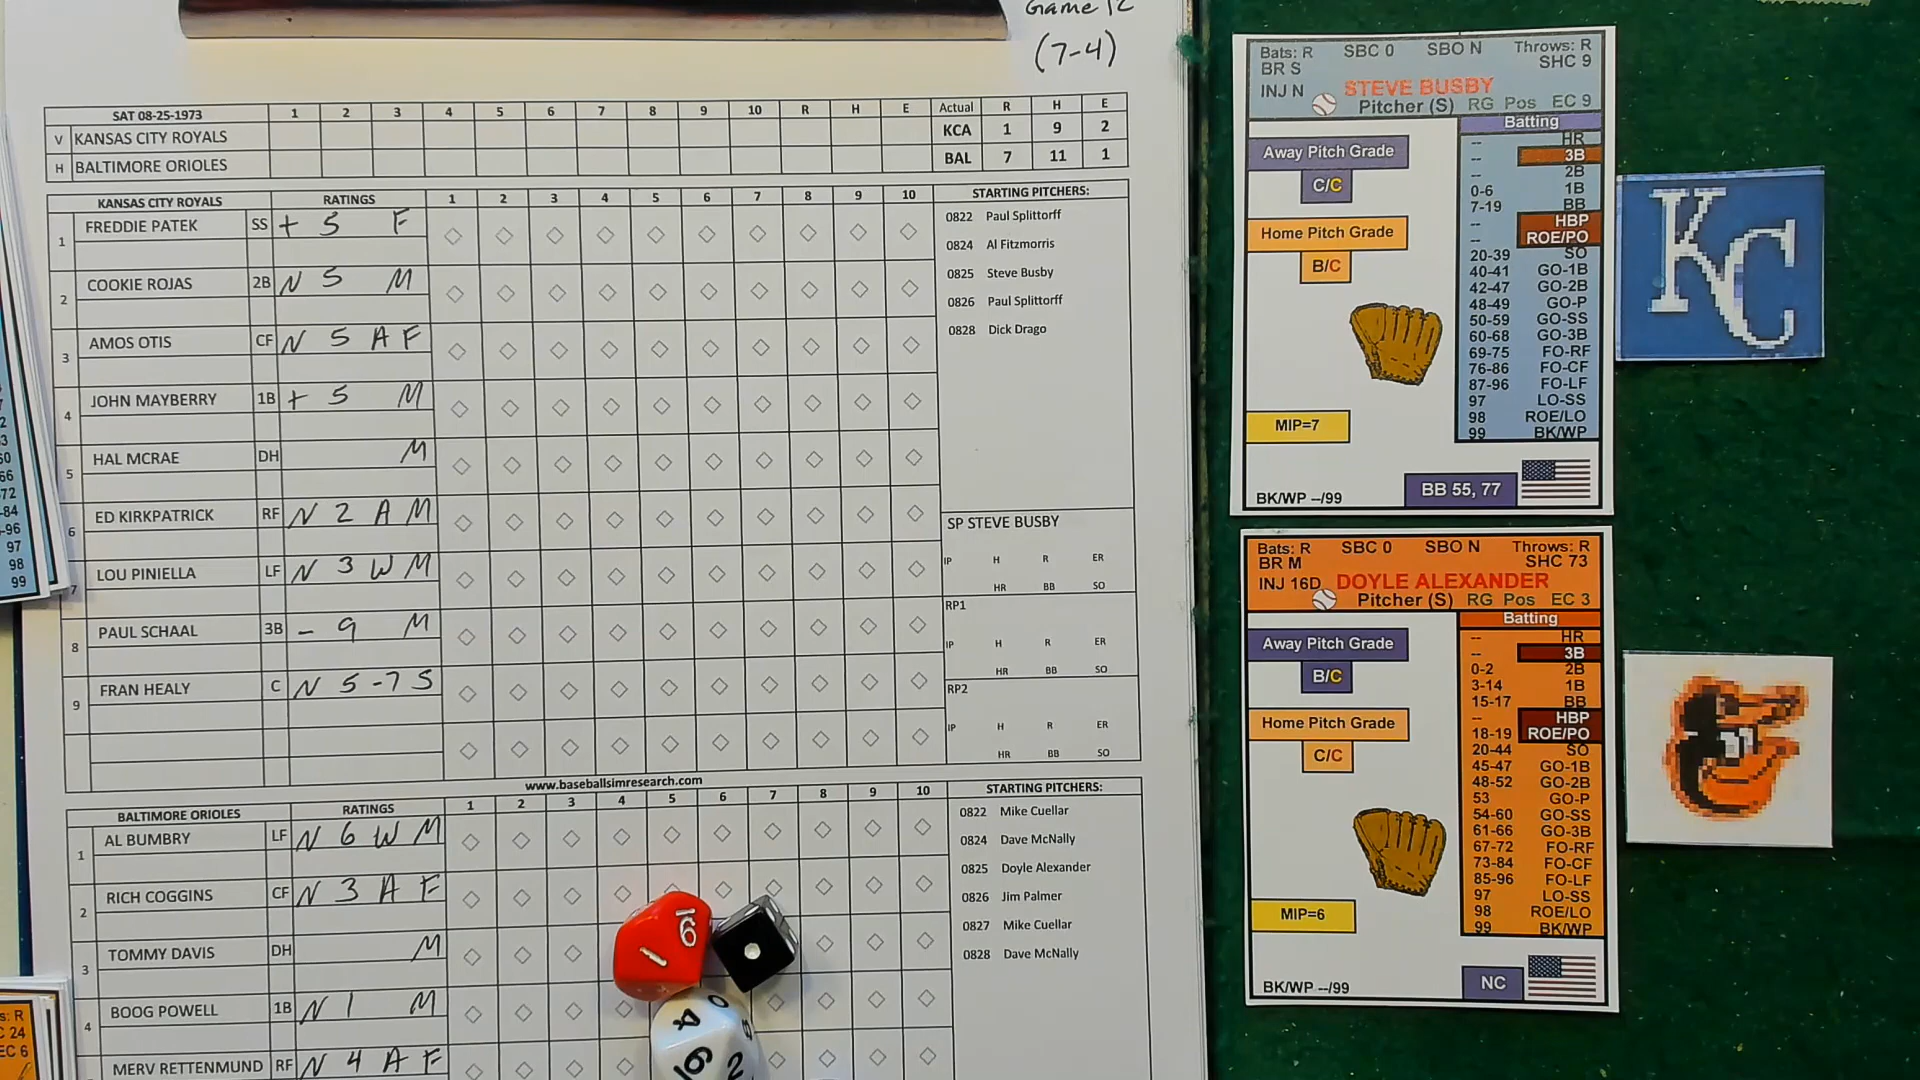 Game 12
(7-4)
SAT 08-25-1973 1 2 3 4 5 6 7 8 9 10 R H E Actual R H E
V KANSAS CITY ROYALS KCA 1 9 2
H BALTIMORE ORIOLES BAL 7 11 1
KANSAS CITY ROYALS RATINGS 1 2 3 4 5 6 7 8 9 10
1 FREDDIE PATEK SS + 5 F
2 COOKIE ROJAS 2B N 5 M
3 AMOS OTIS CF N 5 A F
4 JOHN MAYBERRY 1B + 5 M
5 HAL MCRAE DH M
6 ED KIRKPATRICK RF N 2 A M
7 LOU PINIELLA LF N 3 W M
8 PAUL SCHAAL 3B - 9 M
9 FRAN HEALY C N 5-7 S
STARTING PITCHERS:
0822 Paul Splittorff
0824 Al Fitzmorris
0825 Steve Busby
0826 Paul Splittorff
0828 Dick Drago
SP STEVE BUSBY
IP H R ER
HR BB SO
RP1
IP H R ER
HR BB SO
RP2
IP H R ER
HR BB SO
www.baseballsimresearch.com
BALTIMORE ORIOLES RATINGS 1 2 3 4 5 6 7 8 9 10
1 AL BUMBRY LF N 6 W M
2 RICH COGGINS CF N 3 A F
3 TOMMY DAVIS DH M
4 BOOG POWELL 1B N 1 M
MERV RETTENMUND RF N 4 A F
STARTING PITCHERS:
0822 Mike Cuellar
0824 Dave McNally
0825 Doyle Alexander
0826 Jim Palmer
0827 Mike Cuellar
0828 Dave McNally
Bats: R SBC 0 SBO N Throws: R
BR S SHC 9
INJ N STEVE BUSBY
Pitcher (S) RG Pos EC 9
Batting
Away Pitch Grade
C/C
Home Pitch Grade
B/C
MIP=7
-- HR
-- 3B
-- 2B
0-6 1B
7-19 BB
-- HBP
-- ROE/PO
20-39 SO
40-41 GO-1B
42-47 GO-2B
48-49 GO-P
50-59 GO-SS
60-68 GO-3B
69-75 FO-RF
76-86 FO-CF
87-96 FO-LF
97 LO-SS
98 ROE/LO
99 BK/WP
BK/WP --/99 BB 55, 77
KC
Bats: R SBC 0 SBO N Throws: R
BR M SHC 73
INJ 16D DOYLE ALEXANDER
Pitcher (S) RG Pos EC 3
Batting
Away Pitch Grade
B/C
Home Pitch Grade
C/C
MIP=6
-- HR
-- 3B
0-2 2B
3-14 1B
15-17 BB
-- HBP
18-19 ROE/PO
20-44 SO
45-47 GO-1B
48-52 GO-2B
53 GO-P
54-60 GO-SS
61-66 GO-3B
67-72 FO-RF
73-84 FO-CF
85-96 FO-LF
97 LO-SS
98 ROE/LO
99 BK/WP
BK/WP --/99 NC